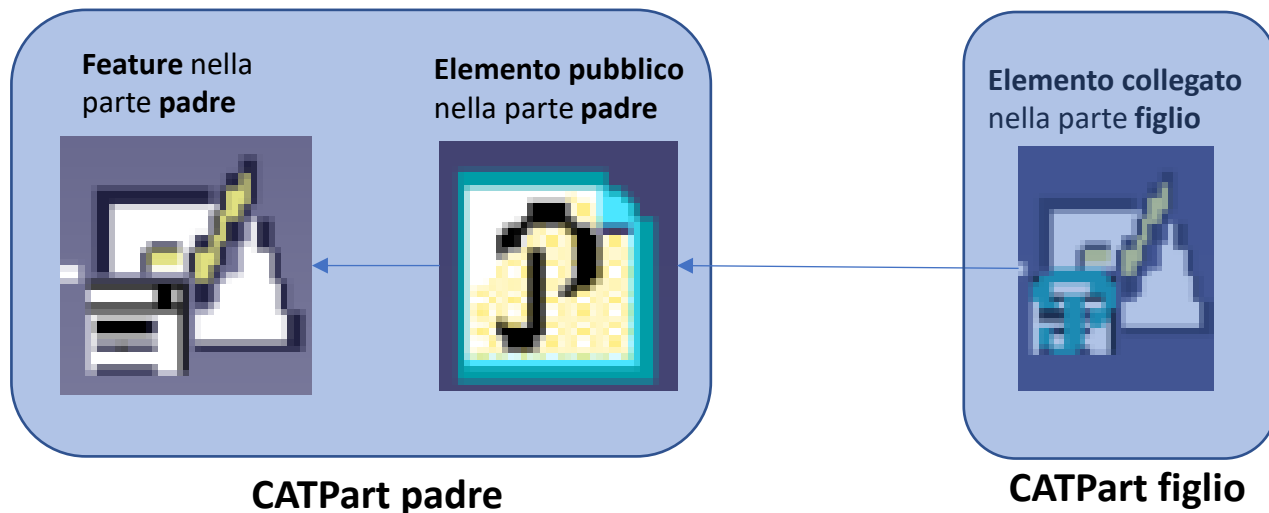 Feature nella
parte padre
Elemento pubblico
nella parte padre
Elemento collegato
nella parte figlio
CATPart padre
CATPart figlio